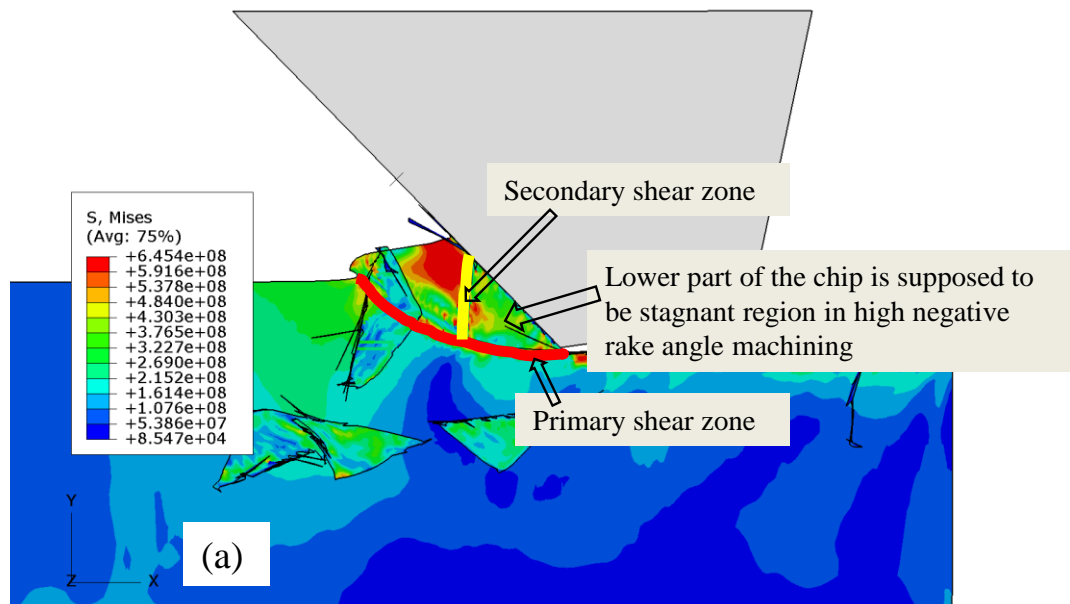 Secondary shear zone
S, Mises
(Avg: 75%)
+6.454e+08
+5.916e+08
+5.378e+08
+4.840e+08
+4.303e+08
+3.765e+08
+3.227e+08
+2.690e+08
+2.152e+08
+1.614e+08
+1.076e+08
+5.386e+07
+8.547e+04
Lower part of the chip is supposed to
be stagnant region in high negative
rake angle machining
Primary shear zone
Y
Z
X
(a)